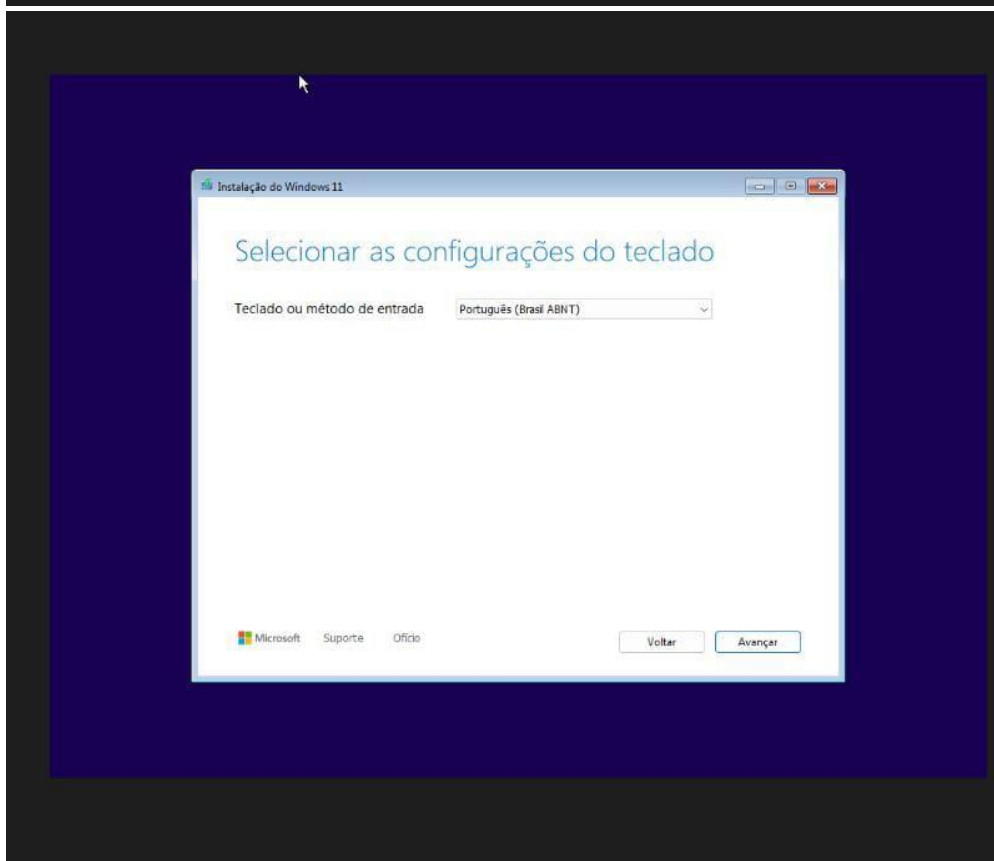 Instalação do Windows 11
Selecionar as configurações do teclado
Teclado ou método de entrada Português (Brasil ABNT)
Microsoft Suporte Ofício Voltar Avançar